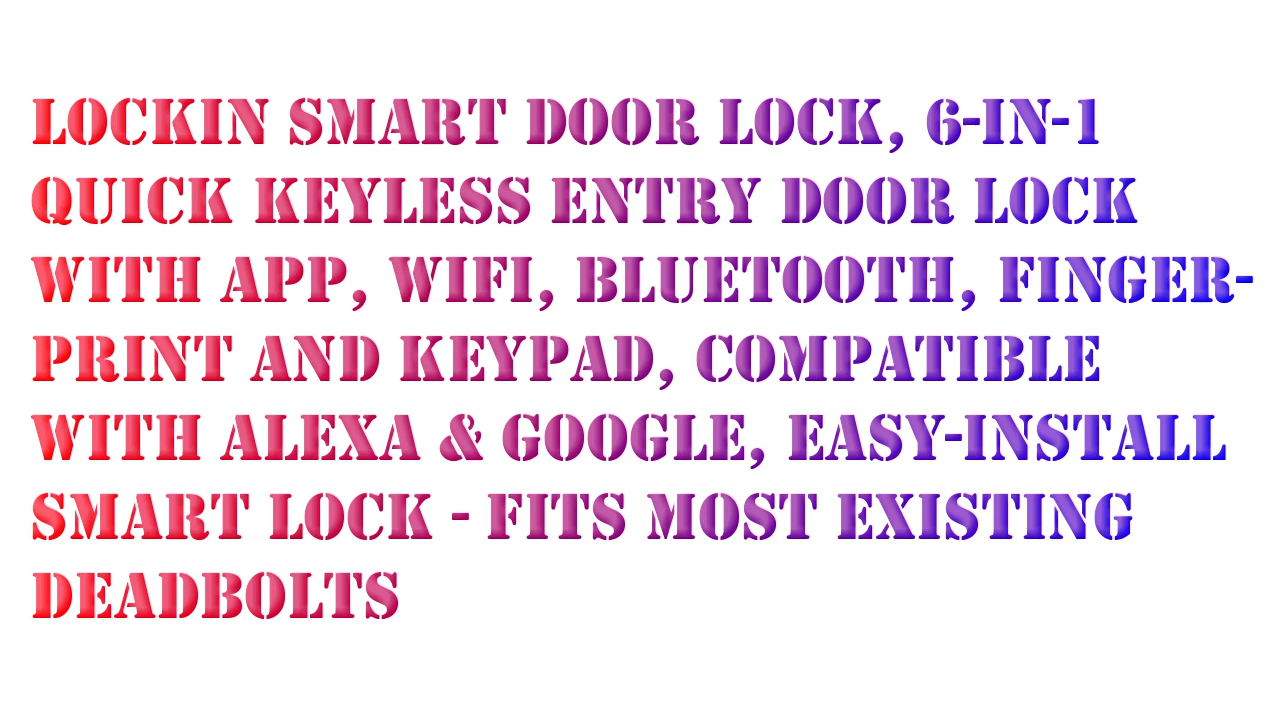 LOCKIN SMART DOOR LOCK, 6-IN-1
QUICK KEYLESS ENTRY DOOR LOCK
WITH APP, WIFI, BLUETOOTH, FINGER-
PRINT AND KEYPAD, COMPATIBLE
WITH ALEXA & GOOGLE, EASY-INSTALL
SMART LOCK - FITS MOST EXISTING
DEADBOLTS